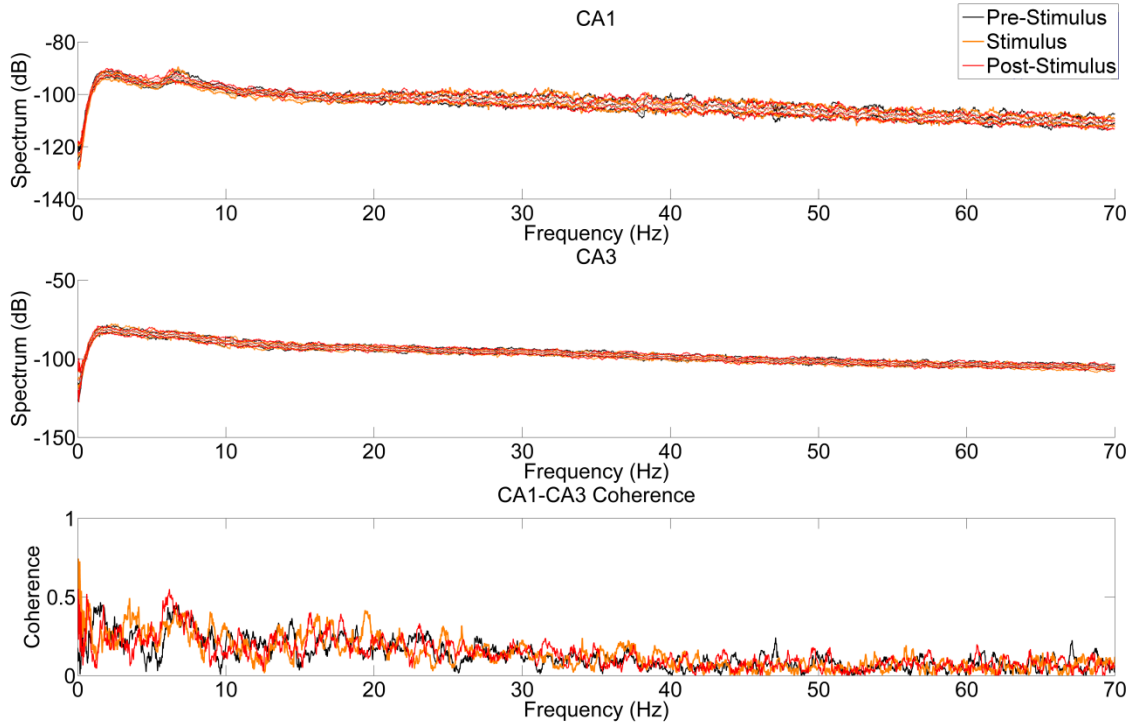 CA1
Pre-Stimulus
Stimulus
Post-Stimulus
Spectrum (dB)
-80
-100
-120
-140
0 10 20 30 40 50 60 70
Frequency (Hz)
CA3
Spectrum (dB)
-50
-100
-150
0 10 20 30 40 50 60 70
Frequency (Hz)
CA1-CA3 Coherence
Coherence
1
0.5
0
0 10 20 30 40 50 60 70
Frequency (Hz)